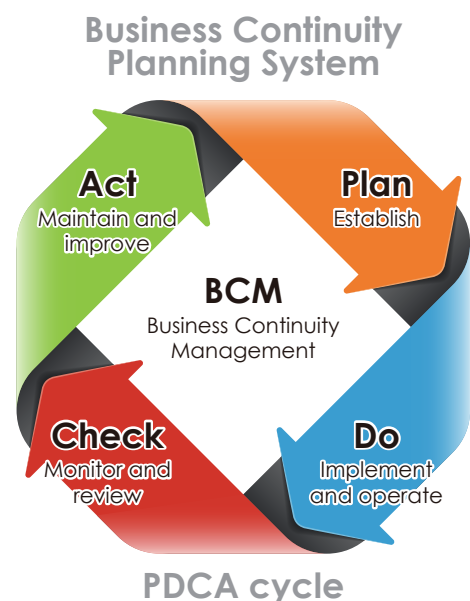 Business Continuity
Planning System
Act
Maintain and
improve
Plan
Establish
BCM
Business Continuity
Management
Check
Monitor and
review
Do
Implement
and operate
PDCA cycle